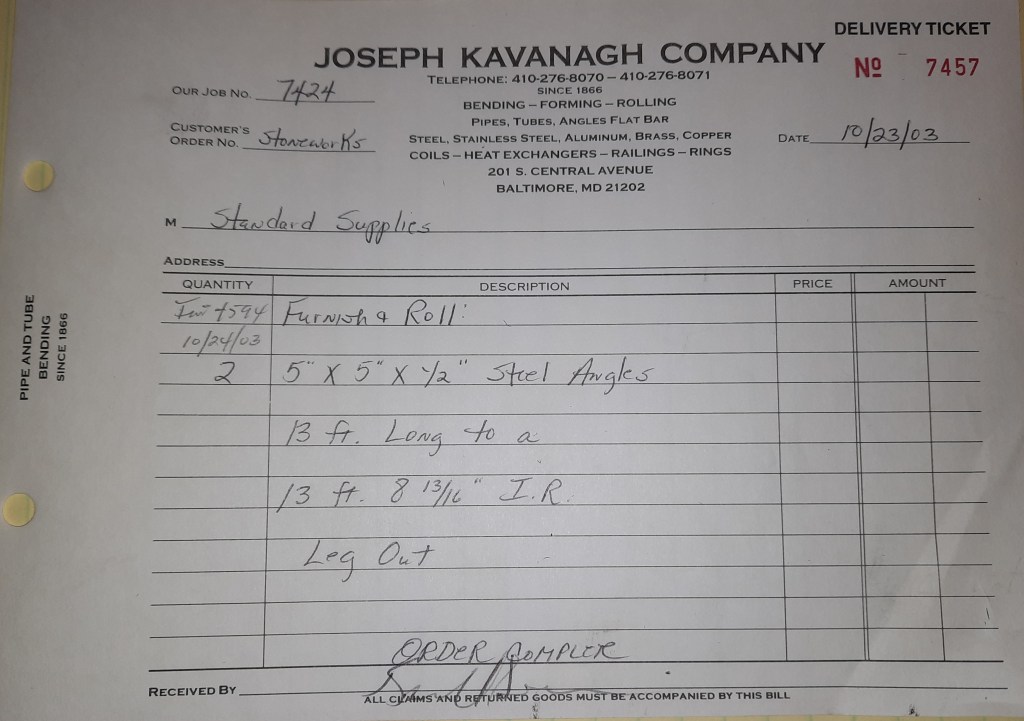 DELIVERY TICKET
JOSEPH KAVANAGH COMPANY
Nº 7457
TELEPHONE: 410-276-8070 – 410-276-8071
SINCE 1866
OUR JOB NO. 7424
BENDING – FORMING – ROLLING
PIPES, TUBES, ANGLES FLAT BAR
CUSTOMER'S
ORDER NO. Stoneworks
STEEL, STAINLESS STEEL, ALUMINUM, BRASS, COPPER
DATE 10/23/03
COILS – HEAT EXCHANGERS – RAILINGS – RINGS
201 S. CENTRAL AVENUE
BALTIMORE, MD 21202
M Standard Supplies
ADDRESS
QUANTITY DESCRIPTION PRICE AMOUNT
Furnish & Roll:
10/24/03
2 5" X 5" X 1/2" Steel Angles
13 ft. Long to a
13 ft. 8 13/16" I.R.
Leg Out
ORDER COMPLETE
RECEIVED BY
ALL CLAIMS AND RETURNED GOODS MUST BE ACCOMPANIED BY THIS BILL
PIPE AND TUBE
BENDING
SINCE 1866